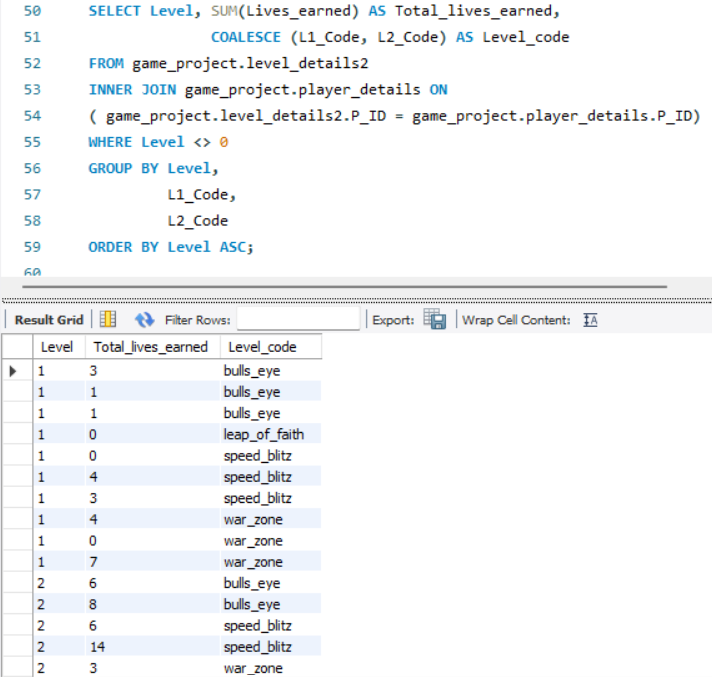 50 SELECT Level, SUM(Lives_earned) AS Total_lives_earned,
51 COALESCE (L1_Code, L2_Code) AS Level_code
52 FROM game_project.level_details2
53 INNER JOIN game_project.player_details ON
54 ( game_project.level_details2.P_ID = game_project.player_details.P_ID)
55 WHERE Level <> 0
56 GROUP BY Level,
57 L1_Code,
58 L2_Code
59 ORDER BY Level ASC;
60
Result Grid Filter Rows: Export: Wrap Cell Content:
Level Total_lives_earned Level_code
1 3 bulls_eye
1 1 bulls_eye
1 1 bulls_eye
1 0 leap_of_faith
1 0 speed_blitz
1 4 speed_blitz
1 3 speed_blitz
1 4 war_zone
1 0 war_zone
1 7 war_zone
2 6 bulls_eye
2 8 bulls_eye
2 6 speed_blitz
2 14 speed_blitz
2 3 war_zone